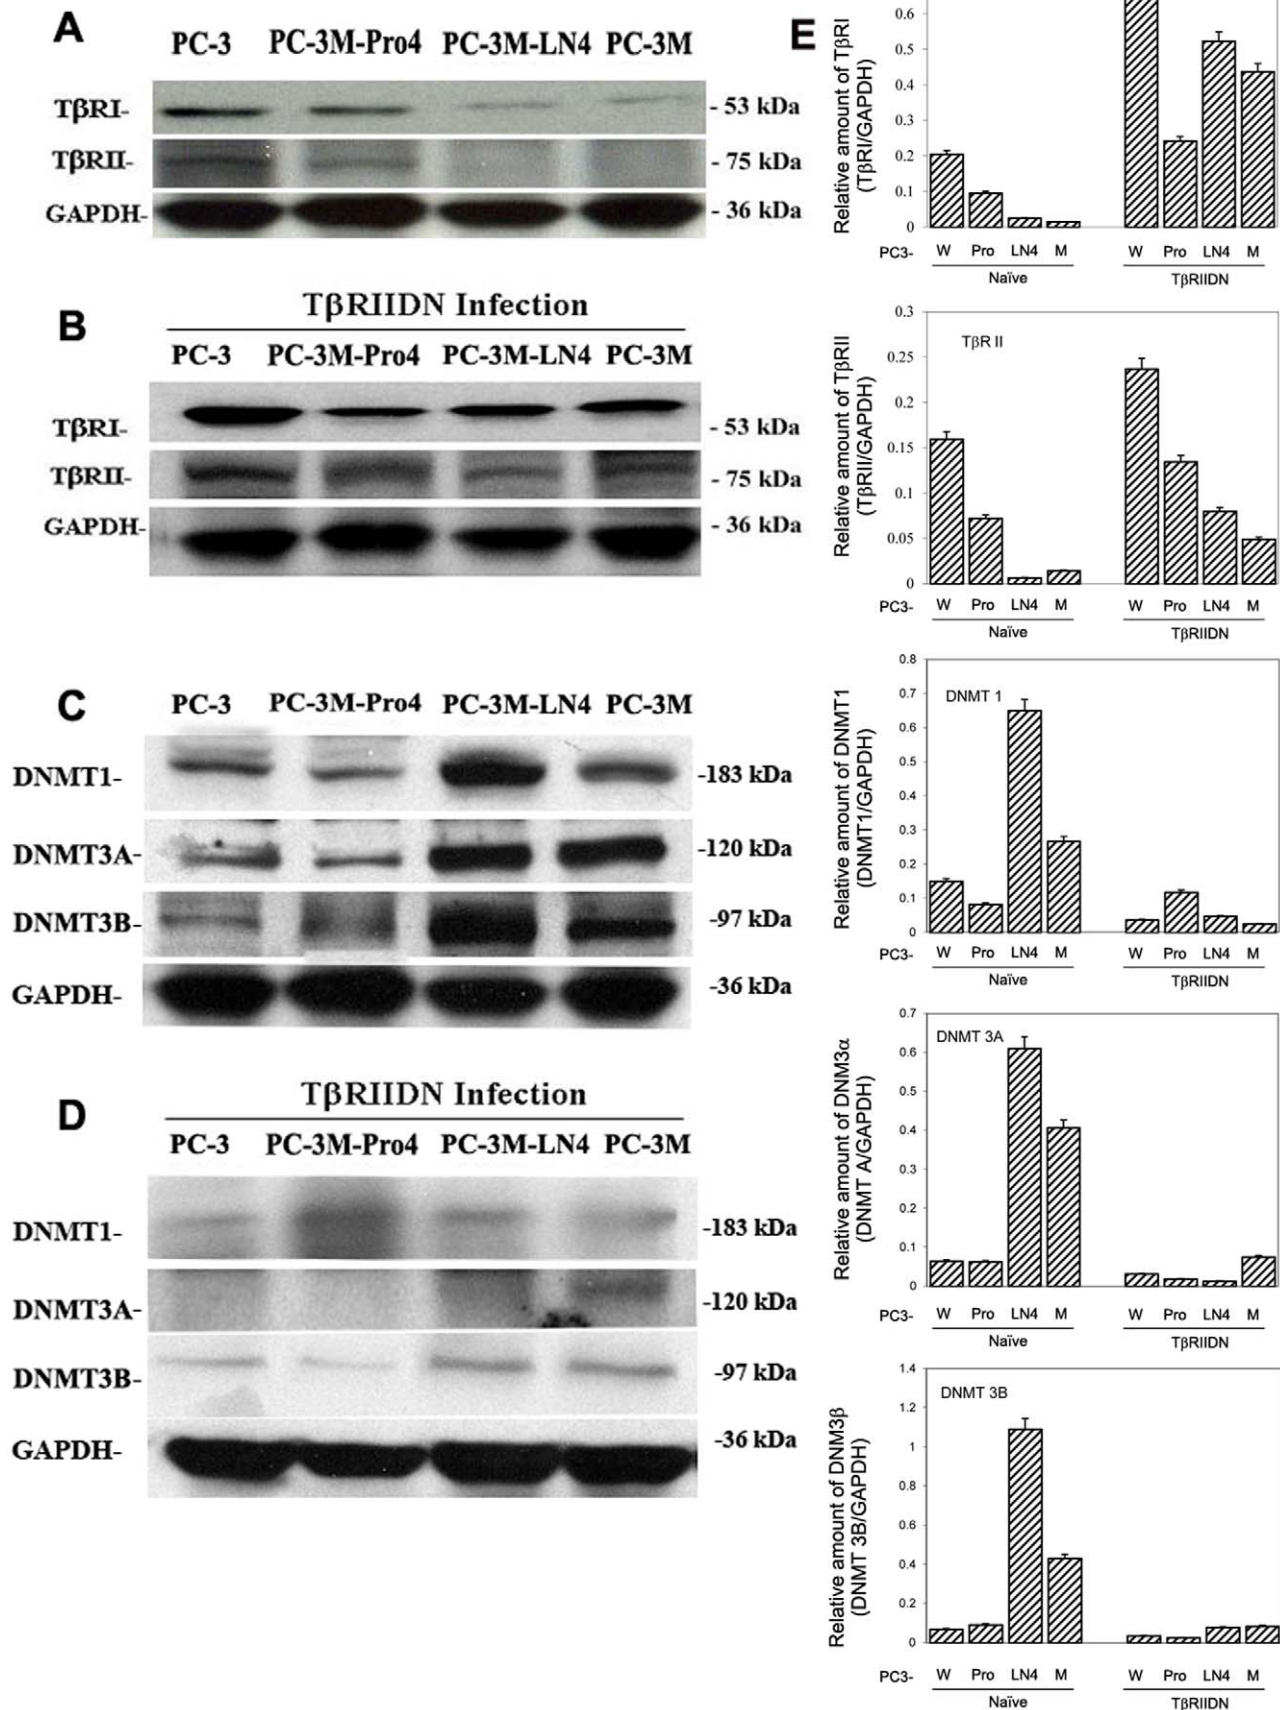 A
PC-3 PC-3M-Pro4 PC-3M-LN4 PC-3M
TβRI- - 53 kDa
TβRII- - 75 kDa
GAPDH- - 36 kDa
B
TβRIIDN Infection
PC-3 PC-3M-Pro4 PC-3M-LN4 PC-3M
TβRI- - 53 kDa
TβRII- - 75 kDa
GAPDH- - 36 kDa
C
PC-3 PC-3M-Pro4 PC-3M-LN4 PC-3M
DNMT1- -183 kDa
DNMT3A- -120 kDa
DNMT3B- -97 kDa
GAPDH- -36 kDa
D
TβRIIDN Infection
PC-3 PC-3M-Pro4 PC-3M-LN4 PC-3M
DNMT1- -183 kDa
DNMT3A- -120 kDa
DNMT3B- -97 kDa
GAPDH- -36 kDa
E
Relative amount of TβRI
(TβRI/GAPDH)
0.6
0.5
0.4
0.3
0.2
0.1
0
PC3- W Pro LN4 M W Pro LN4 M
Naïve TβRIIDN
Relative amount of TβRII
(TβRII/GAPDH)
TβR II
0.3
0.25
0.2
0.15
0.1
0.05
0
PC3- W Pro LN4 M W Pro LN4 M
Naïve TβRIIDN
Relative amount of DNMT1
(DNMT1/GAPDH)
DNMT 1
0.8
0.7
0.6
0.5
0.4
0.3
0.2
0.1
0
PC3- W Pro LN4 M W Pro LN4 M
Naïve TβRIIDN
Relative amount of DNM3α
(DNMT A/GAPDH)
DNMT 3A
0.7
0.6
0.5
0.4
0.3
0.2
0.1
0
PC3- W Pro LN4 M W Pro LN4 M
Naïve TβRIIDN
Relative amount of DNM3β
(DNMT 3B/GAPDH)
DNMT 3B
1.4
1.2
1
0.8
0.6
0.4
0.2
0
PC3- W Pro LN4 M W Pro LN4 M
Naïve TβRIIDN